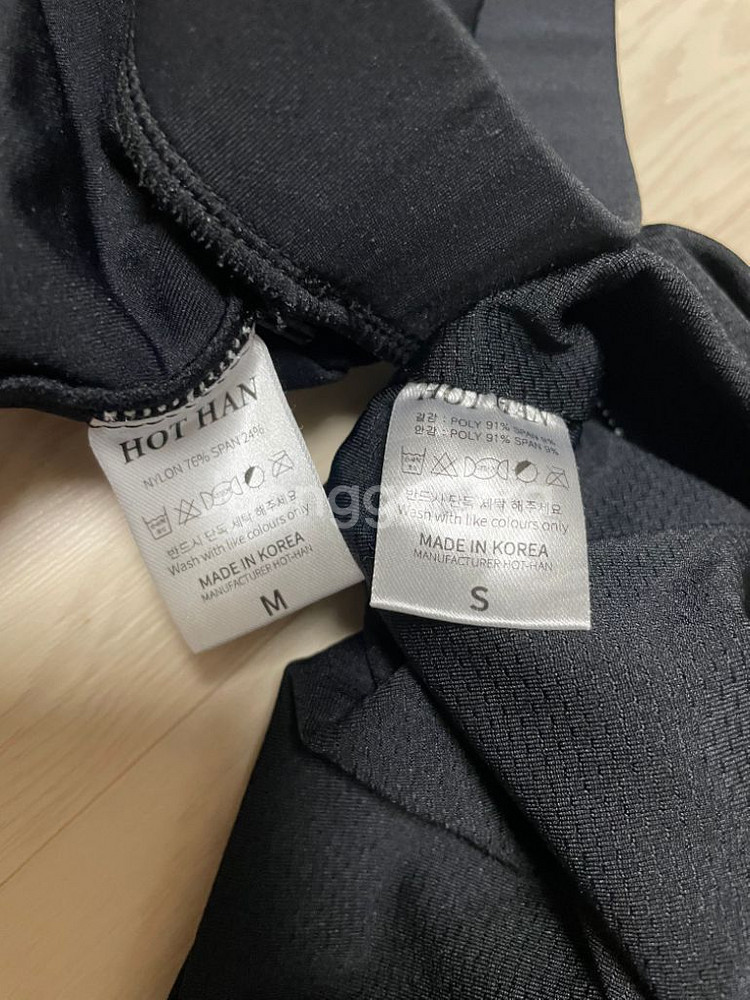 HOT HAN
NYLON 76% SPAN 24%
반드시 단독 세탁 해주세요
Wash with like colours only
MADE IN KOREA
MANUFACTURER HOT-HAN
M
HOT HAN
겉감 : POLY 91% SPAN 9%
안감 : POLY 91% SPAN 9%
반드시 단독 세탁 해주세요
Wash with like colours only
MADE IN KOREA
MANUFACTURER HOT-HAN
S